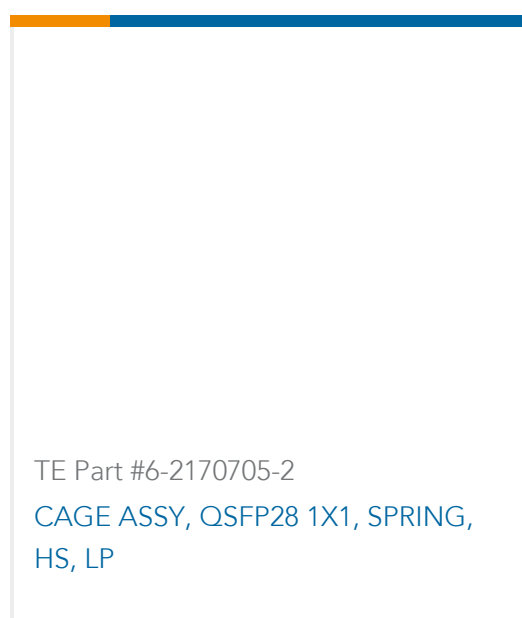 TE Part #6-2170705-2
CAGE ASSY, QSFP28 1X1, SPRING,
HS, LP